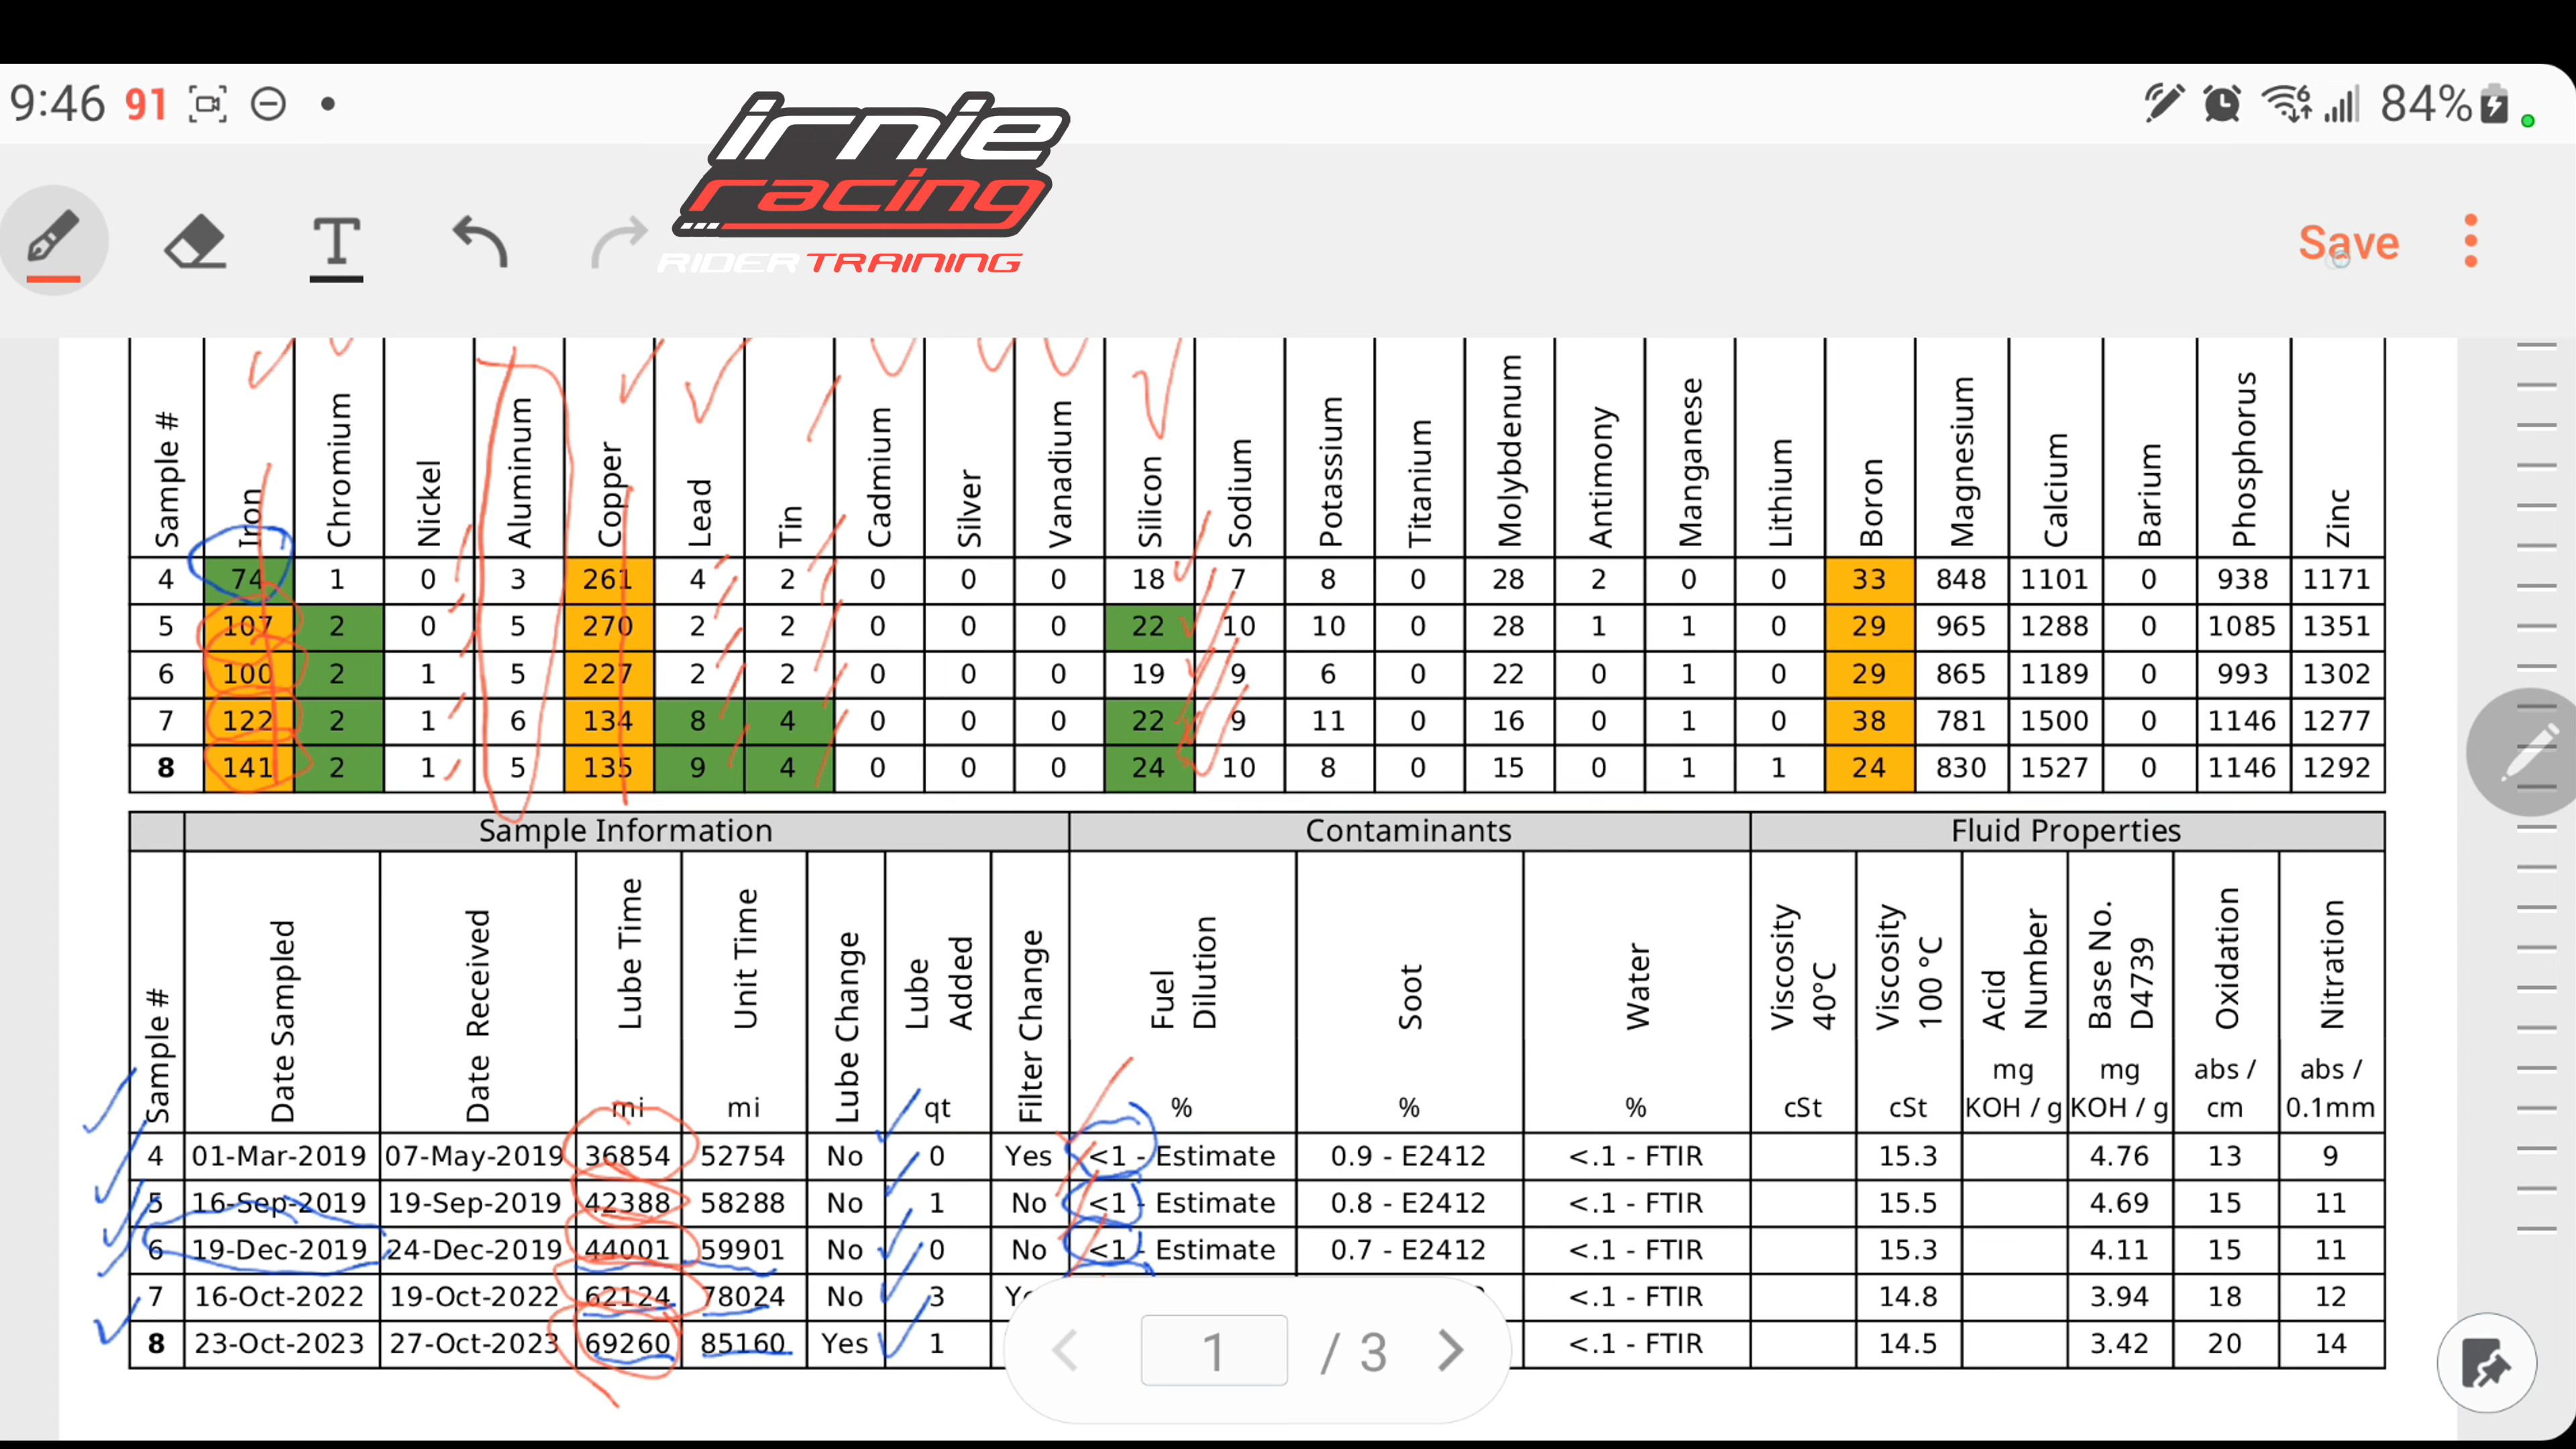 9:46 91 84%
irnie
racing
RIDER TRAINING
T Save
Sample # Iron Chromium Nickel Aluminum Copper Lead Tin Cadmium Silver Vanadium Silicon Sodium Potassium Titanium Molybdenum Antimony Manganese Lithium Boron Magnesium Calcium Barium Phosphorus Zinc
4 74 1 0 3 261 4 2 0 0 0 18 7 8 0 28 2 0 0 33 848 1101 0 938 1171
5 107 2 0 5 270 2 2 0 0 0 22 10 10 0 28 1 1 0 29 965 1288 0 1085 1351
6 100 2 1 5 227 2 2 0 0 0 19 9 6 0 22 0 1 0 29 865 1189 0 993 1302
7 122 2 1 6 134 8 4 0 0 0 22 9 11 0 16 0 1 0 38 781 1500 0 1146 1277
8 141 2 1 5 135 9 4 0 0 0 24 10 8 0 15 0 1 1 24 830 1527 0 1146 1292
Sample Information Contaminants Fluid Properties
Sample # Date Sampled Date Received Lube Time Unit Time Lube Change Lube Added Filter Change Fuel Dilution Soot Water Viscosity 40°C Viscosity 100 °C Acid Number Base No. D4739 Oxidation Nitration
mg mg abs / abs /
mi mi qt % % % cSt cSt KOH / g KOH / g cm 0.1mm
4 01-Mar-2019 07-May-2019 36854 52754 No 0 Yes <1 - Estimate 0.9 - E2412 <.1 - FTIR 15.3 4.76 13 9
5 16-Sep-2019 19-Sep-2019 42388 58288 No 1 No <1 - Estimate 0.8 - E2412 <.1 - FTIR 15.5 4.69 15 11
6 19-Dec-2019 24-Dec-2019 44001 59901 No 0 No <1 - Estimate 0.7 - E2412 <.1 - FTIR 15.3 4.11 15 11
7 16-Oct-2022 19-Oct-2022 62124 78024 No 3 <.1 - FTIR 14.8 3.94 18 12
8 23-Oct-2023 27-Oct-2023 69260 85160 Yes 1 <.1 - FTIR 14.5 3.42 20 14
1 / 3